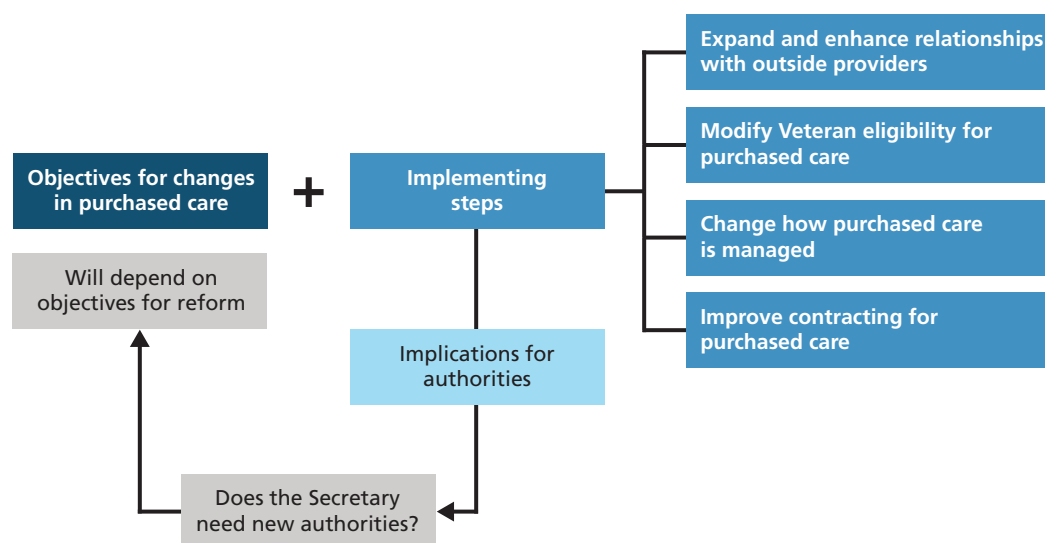 Objectives for changes
in purchased care
+
Implementing
steps
Expand and enhance relationships
with outside providers
Modify Veteran eligibility for
purchased care
Change how purchased care
is managed
Improve contracting for
purchased care
Will depend on
objectives for reform
Implications for
authorities
Does the Secretary
need new authorities?